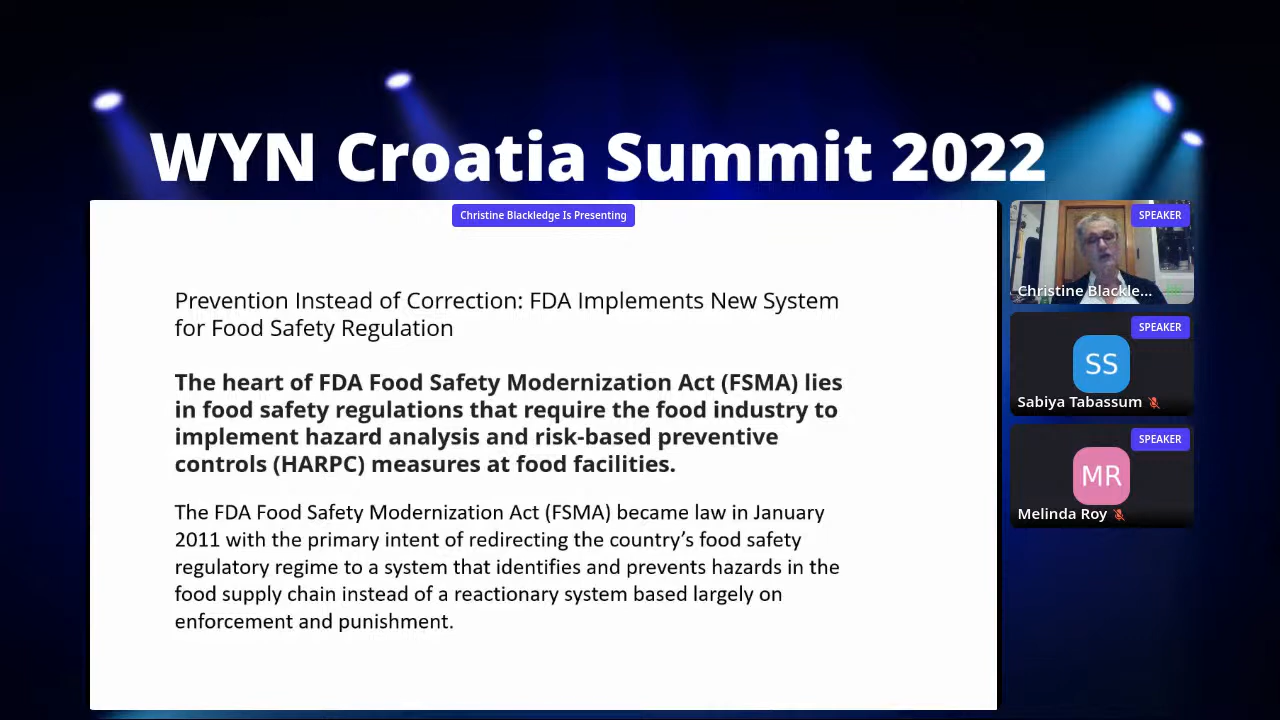 WYN Croatia Summit 2022
Christine Blackledge Is Presenting
Prevention Instead of Correction: FDA Implements New System
for Food Safety Regulation
The heart of FDA Food Safety Modernization Act (FSMA) lies
in food safety regulations that require the food industry to
implement hazard analysis and risk-based preventive
controls (HARPC) measures at food facilities.
The FDA Food Safety Modernization Act (FSMA) became law in January
2011 with the primary intent of redirecting the country’s food safety
regulatory regime to a system that identifies and prevents hazards in the
food supply chain instead of a reactionary system based largely on
enforcement and punishment.
SPEAKER
Christine Blackle...
SPEAKER
SS
Sabiya Tabassum
SPEAKER
MR
Melinda Roy